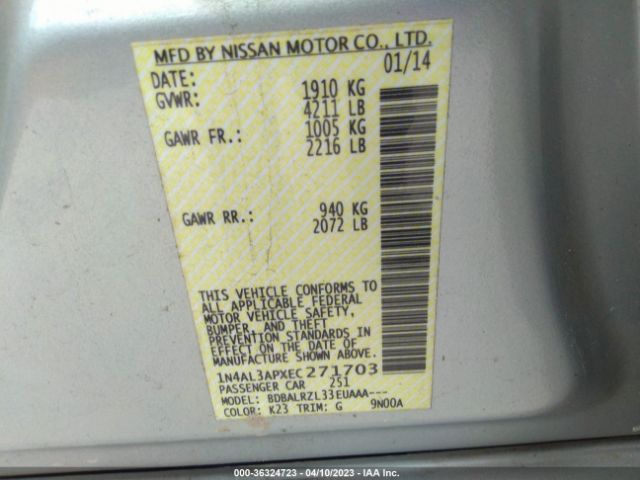 MFD BY NISSAN MOTOR CO., LTD.
DATE: 01/14
GVWR: 1910 KG
4211 LB
GAWR FR.: 1005 KG
2216 LB
GAWR RR.: 940 KG
2072 LB
THIS VEHICLE CONFORMS TO
ALL APPLICABLE FEDERAL
MOTOR VEHICLE SAFETY,
BUMPER, AND THEFT
PREVENTION STANDARDS IN
EFFECT ON THE DATE OF
MANUFACTURE SHOWN ABOVE.
1N4AL3APXEC271703
PASSENGER CAR 251
MODEL: BDBALRZL33EUAAA---
COLOR: K23 TRIM: G 9N00A
000-36324723 - 04/10/2023 - IAA Inc.